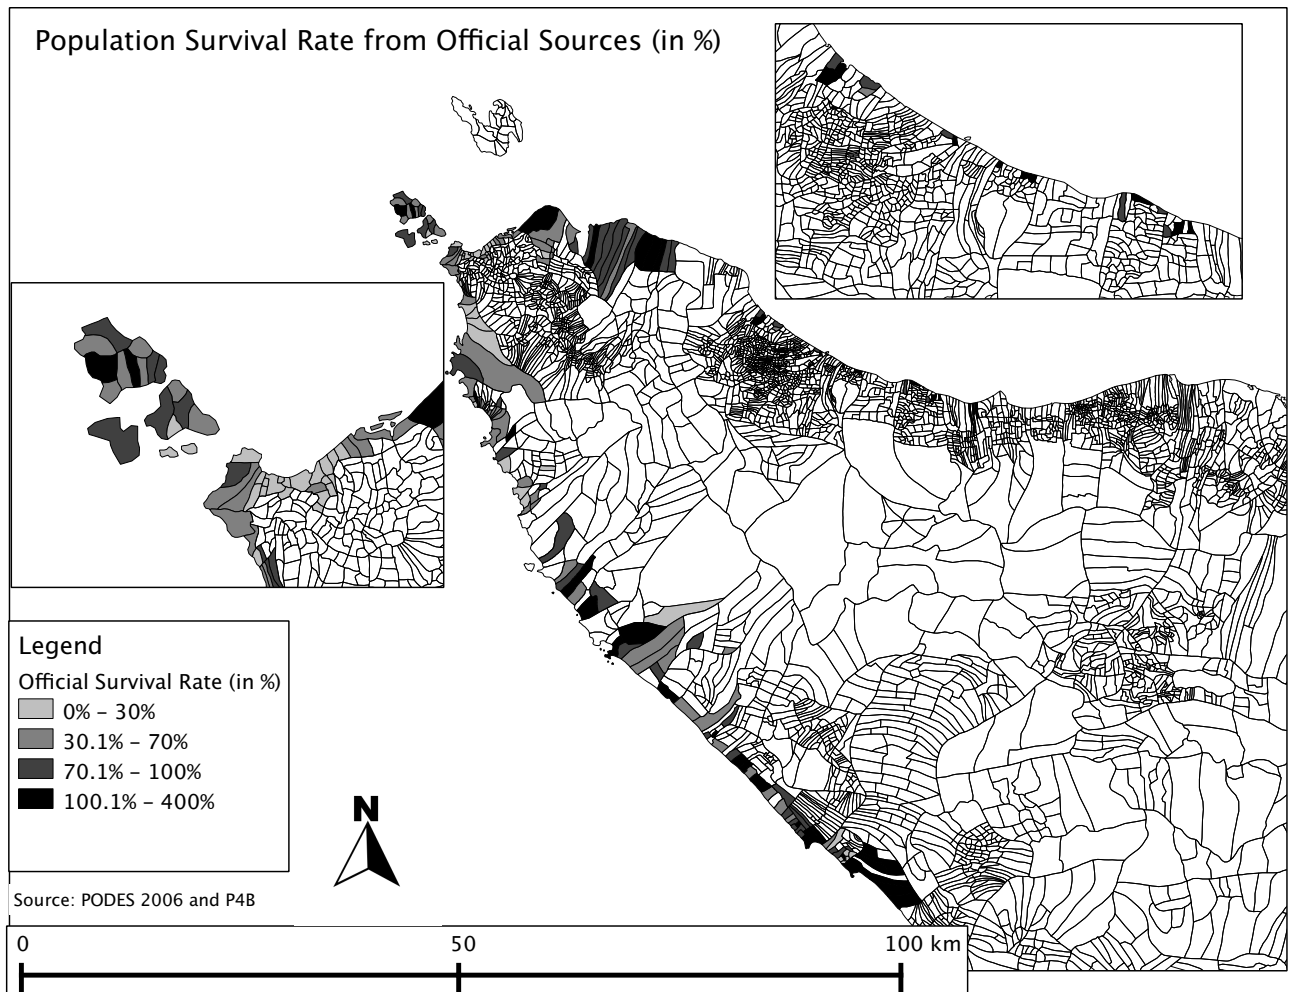 Population Survival Rate from Official Sources (in %)
Legend
Official Survival Rate (in %)
0% – 30%
30.1% – 70%
70.1% – 100%
100.1% – 400%
N
Source: PODES 2006 and P4B
0 50 100 km